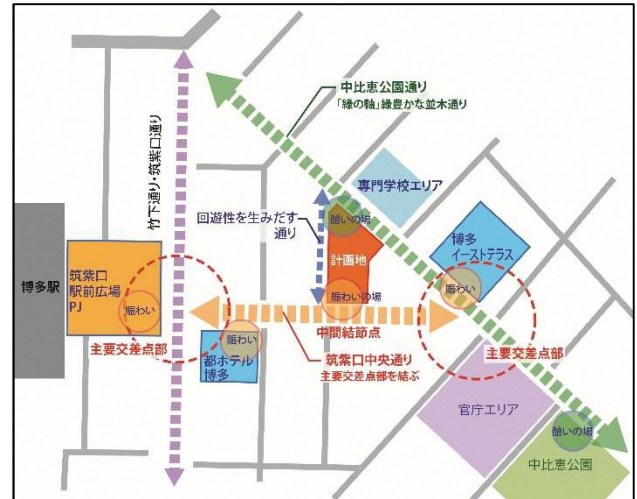 中比恵公園通り
「緑の軸」緑豊かな並木通り
竹下通り・筑紫口通り
専門学校エリア
回遊性を生みだす
通り
憩いの場
計画地
博多
イーストテラス
博多駅
筑紫口
駅前広場
PJ
賑わい
賑わいの場
賑わい
中間結節点
賑わい
主要交差点部
都ホテル
博多
筑紫口中央通り
主要交差点部を結ぶ
主要交差点部
官庁エリア
憩いの場
中比恵公園